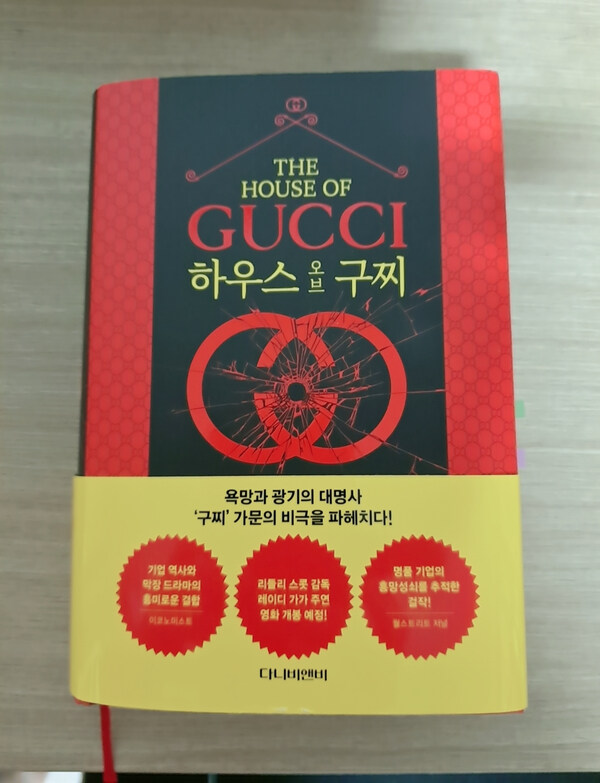 THE
HOUSE OF
GUCCI
하우스 오브 구찌
욕망과 광기의 대명사
'구찌' 가문의 비극을 파헤치다!
기업 역사와
막장 드라마의
흥미로운 결합
이코노미스트
리들리 스콧 감독
레이디 가가 주연
영화 개봉 예정!
명품 기업의
흥망성쇠를 추적한
걸작!
월스트리트 저널
다니비앤비